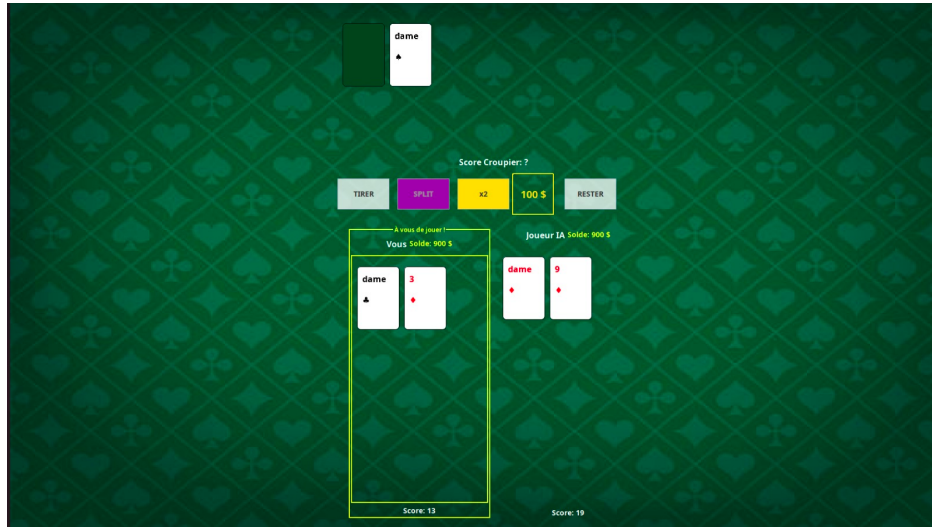 dame
♠
Score Croupier: ?
TIRER SPLIT x2 100 $ RESTER
À vous de jouer !
Vous Solde: 900 $
Joueur IA Solde: 900 $
dame 3
♣ ♦
dame 9
♦ ♦
Score: 13
Score: 19